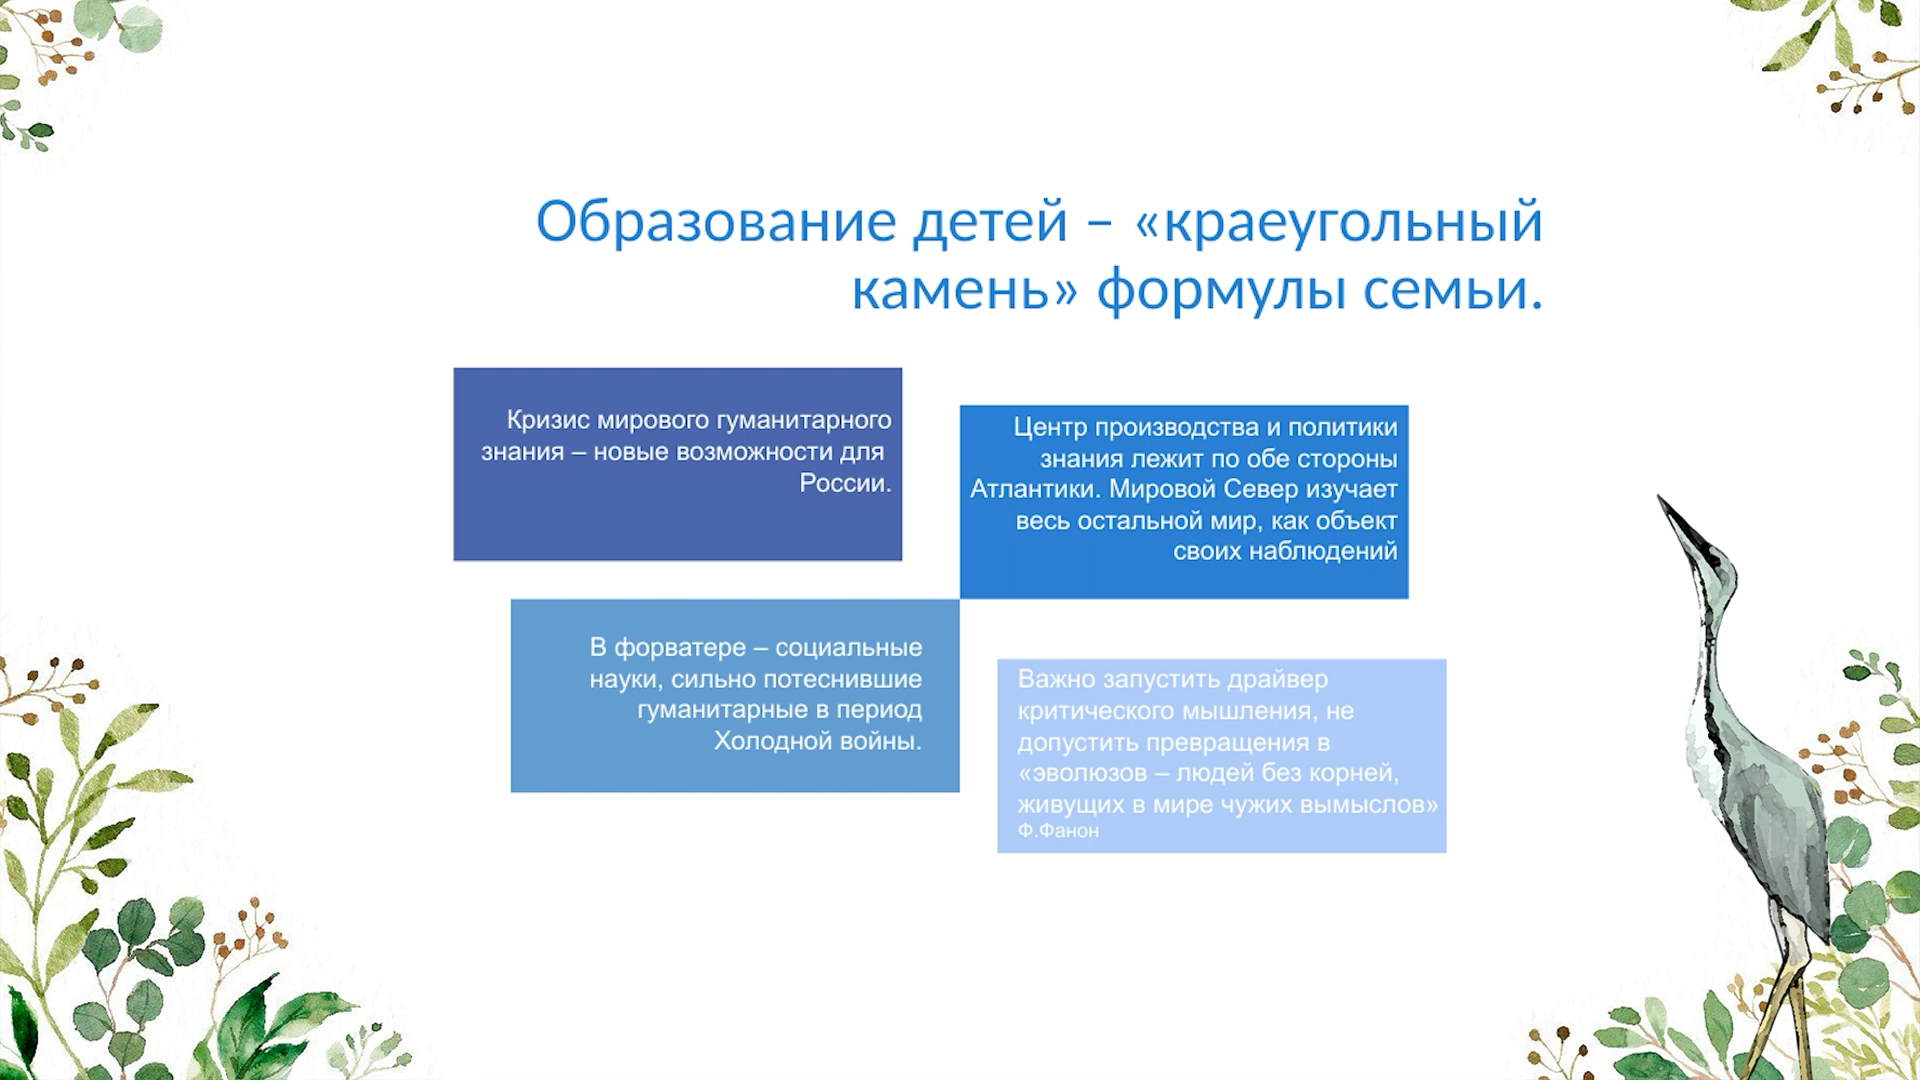 Образование детей – «краеугольный
камень» формулы семьи.
Кризис мирового гуманитарного
знания – новые возможности для
России.
Центр производства и политики
знания лежит по обе стороны
Атлантики. Мировой Север изучает
весь остальной мир, как объект
своих наблюдений
В форватере – социальные
науки, сильно потеснившие
гуманитарные в период
Холодной войны.
Важно запустить драйвер
критического мышления, не
допустить превращения в
«эволюзов – людей без корней,
живущих в мире чужих вымыслов»
Ф.Фанон